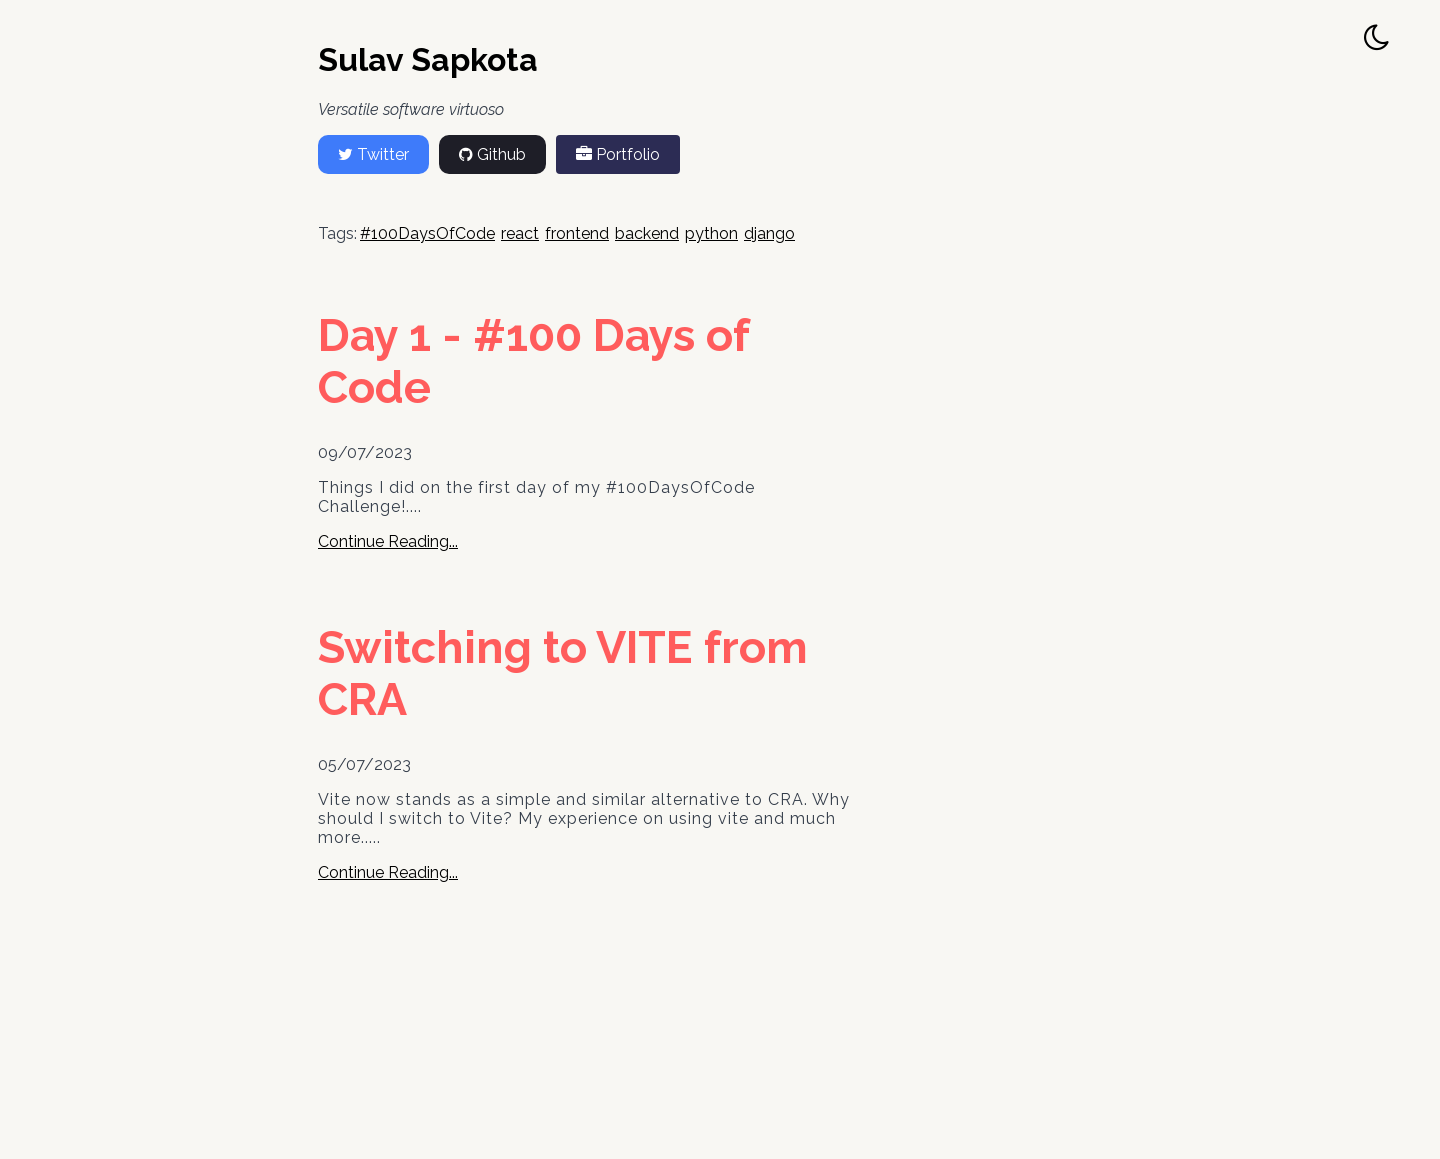 Sulav Sapkota
Versatile software virtuoso
Twitter Github Portfolio
Tags: #100DaysOfCode react frontend backend python django
Day 1 - #100 Days of
Code
09/07/2023
Things I did on the first day of my #100DaysOfCode
Challenge!....
Continue Reading...
Switching to VITE from
CRA
05/07/2023
Vite now stands as a simple and similar alternative to CRA. Why
should I switch to Vite? My experience on using vite and much
more.....
Continue Reading...